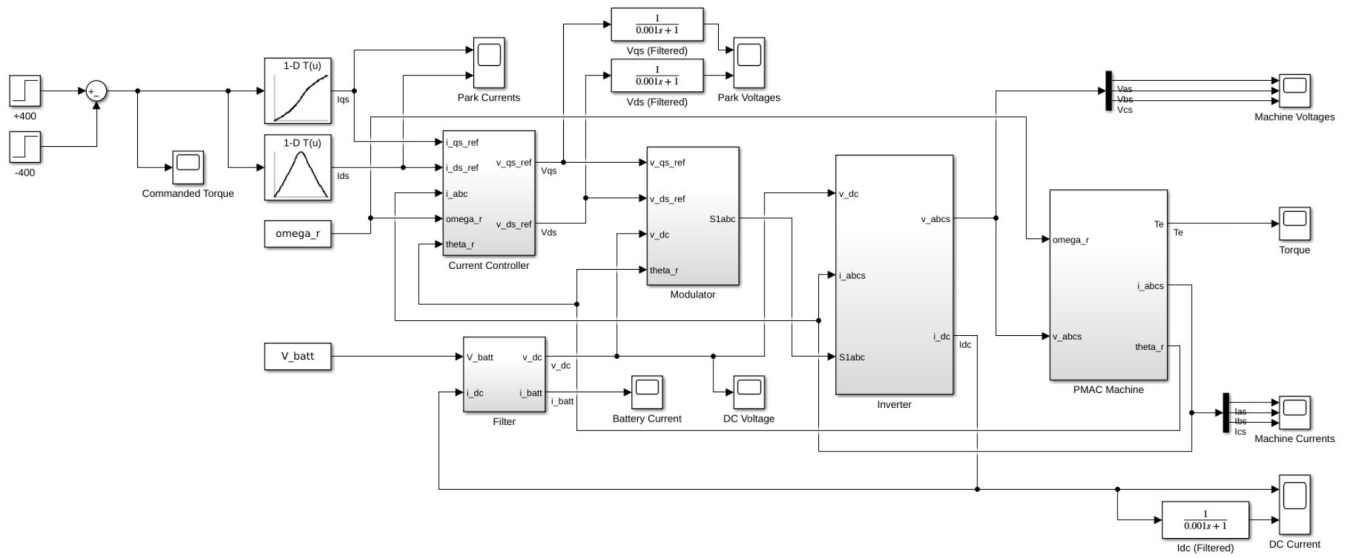 +400
-400
+
-
Commanded Torque
1-D T(u)
Iqs
1-D T(u)
Ids
omega_r
V_batt
Park Currents
1
0.001s + 1
Vqs (Filtered)
1
0.001s + 1
Vds (Filtered)
Park Voltages
i_qs_ref
i_ds_ref
i_abc
omega_r
theta_r
v_qs_ref
v_ds_ref
Current Controller
Vqs
Vds
v_qs_ref
v_ds_ref
v_dc
theta_r
S1abc
Modulator
V_batt
i_dc
v_dc
i_batt
Filter
v_dc
i_batt
Battery Current
DC Voltage
v_dc
i_abcs
S1abc
v_abcs
i_dc
Inverter
Idc
omega_r
v_abcs
Te
i_abcs
theta_r
PMAC Machine
Te
Torque
Vas
Vbs
Vcs
Machine Voltages
Ias
Ibs
Ics
Machine Currents
1
0.001s + 1
Idc (Filtered)
DC Current